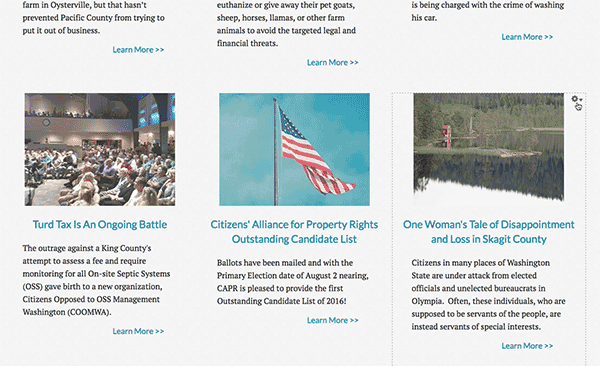 farm in Oysterville, but that hasn't
prevented Pacific County from trying to
put it out of business.
Learn More >>
euthanize or give away their pet goats,
sheep, horses, llamas, or other farm
animals to avoid the targeted legal and
financial threats.
Learn More >>
is being charged with the crime of washing
his car.
Learn More >>
Turd Tax Is An Ongoing Battle
The outrage against a King County's
attempt to assess a fee and require
monitoring for all On-site Septic Systems
(OSS) gave birth to a new organization,
Citizens Opposed to OSS Management
Washington (COOMWA).
Learn More >>
Citizens' Alliance for Property Rights
Outstanding Candidate List
Ballots have been mailed and with the
Primary Election date of August 2 nearing,
CAPR is pleased to provide the first
Outstanding Candidate List of 2016!
Learn More >>
One Woman's Tale of Disappointment
and Loss in Skagit County
Citizens in many places of Washington
State are under attack from elected
officials and unelected bureaucrats in
Olympia.  Often, these individuals, who are
supposed to be servants of the people, are
instead servants of special interests.
Learn More >>